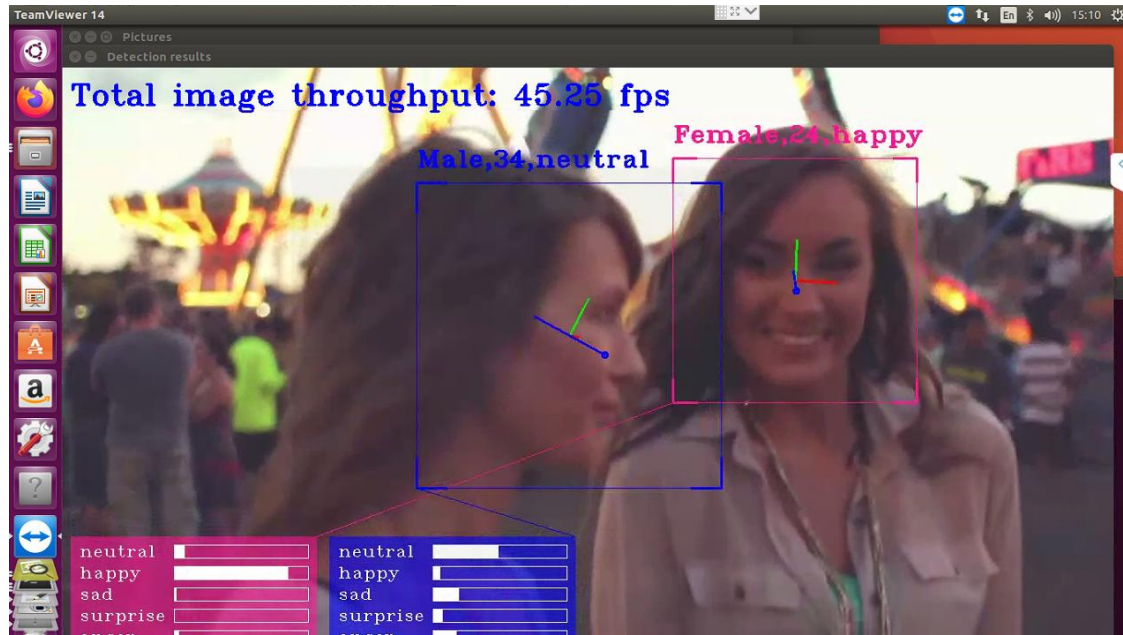 TeamViewer 14
En
15:10
Pictures
Detection results
Total image throughput: 45.25 fps
Female,24,happy
Male,34,neutral
neutral
happy
sad
surprise
neutral
happy
sad
surprise